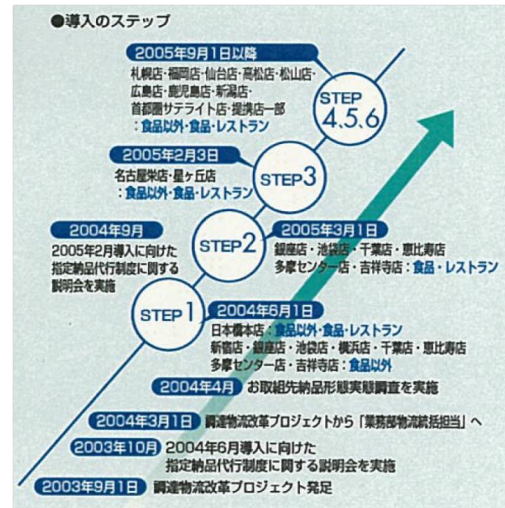 ●導入のステップ
2005年9月1日以降
札幌店・福岡店・仙台店・高松店・松山店・
広島店・鹿児島店・新潟店・
首都圏サテライト店・提携店一部
:食品以外・食品・レストラン
STEP
4、5、6
2005年2月3日
名古屋栄店・星ヶ丘店
:食品以外・食品・レストラン
STEP3
2004年9月
2005年2月導入に向けた
指定納品代行制度に関する
説明会を実施
STEP2
2005年3月1日
銀座店・池袋店・千葉店・恵比寿店
多摩センター店・吉祥寺店:食品・レストラン
STEP1
2004年6月1日
日本橋本店:食品以外・食品・レストラン
新宿店・銀座店・池袋店・横浜店・千葉店・恵比寿店
多摩センター店・吉祥寺店:食品以外
2004年4月 お取組先納品形態実態調査を実施
2004年3月1日 調達物流改革プロジェクトから「業務部物流統括担当」へ
2003年10月 2004年6月導入に向けた
指定納品代行制度に関する説明会を実施
2003年9月1日 調達物流改革プロジェクト発足